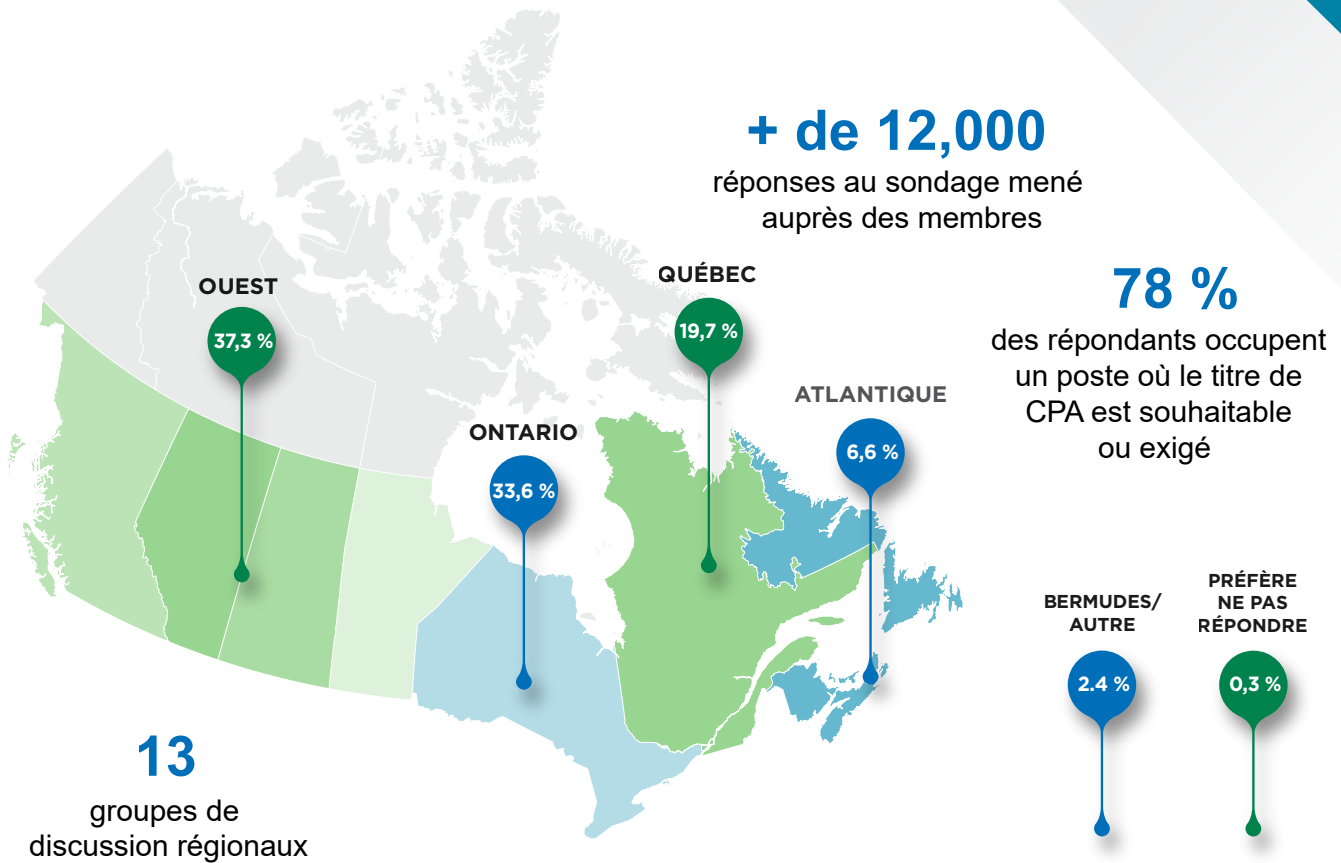 + de 12,000
réponses au sondage mené
auprès des membres
OUEST
37,3 %
QUÉBEC
19,7 %
78 %
des répondants occupent
un poste où le titre de
CPA est souhaitable
ou exigé
ATLANTIQUE
6,6 %
ONTARIO
33,6 %
BERMUDES/
AUTRE
2.4 %
PRÉFÈRE
NE PAS
RÉPONDRE
0,3 %
13
groupes de
discussion régionaux